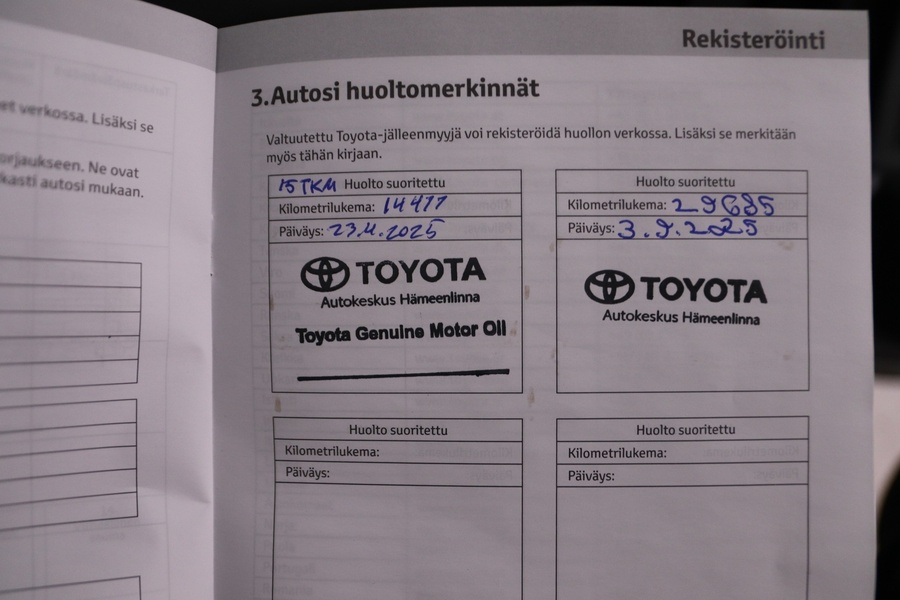 et verkossa. Lisäksi se
orjaukseen. Ne ovat
kasti autosi mukaan.
Rekisteröinti
3.Autosi huoltomerkinnät
Valtuutettu Toyota-jälleenmyyjä voi rekisteröidä huollon verkossa. Lisäksi se merkitään
myös tähän kirjaan.
15 TKM Huolto suoritettu
Kilometrilukema: 14477
Päiväys: 23.4.2025
TOYOTA
Autokeskus Hämeenlinna
Toyota Genuine Motor Oil
Huolto suoritettu
Kilometrilukema: 29685
Päiväys: 3.9.2025
TOYOTA
Autokeskus Hämeenlinna
Huolto suoritettu
Kilometrilukema:
Päiväys:
Huolto suoritettu
Kilometrilukema:
Päiväys: